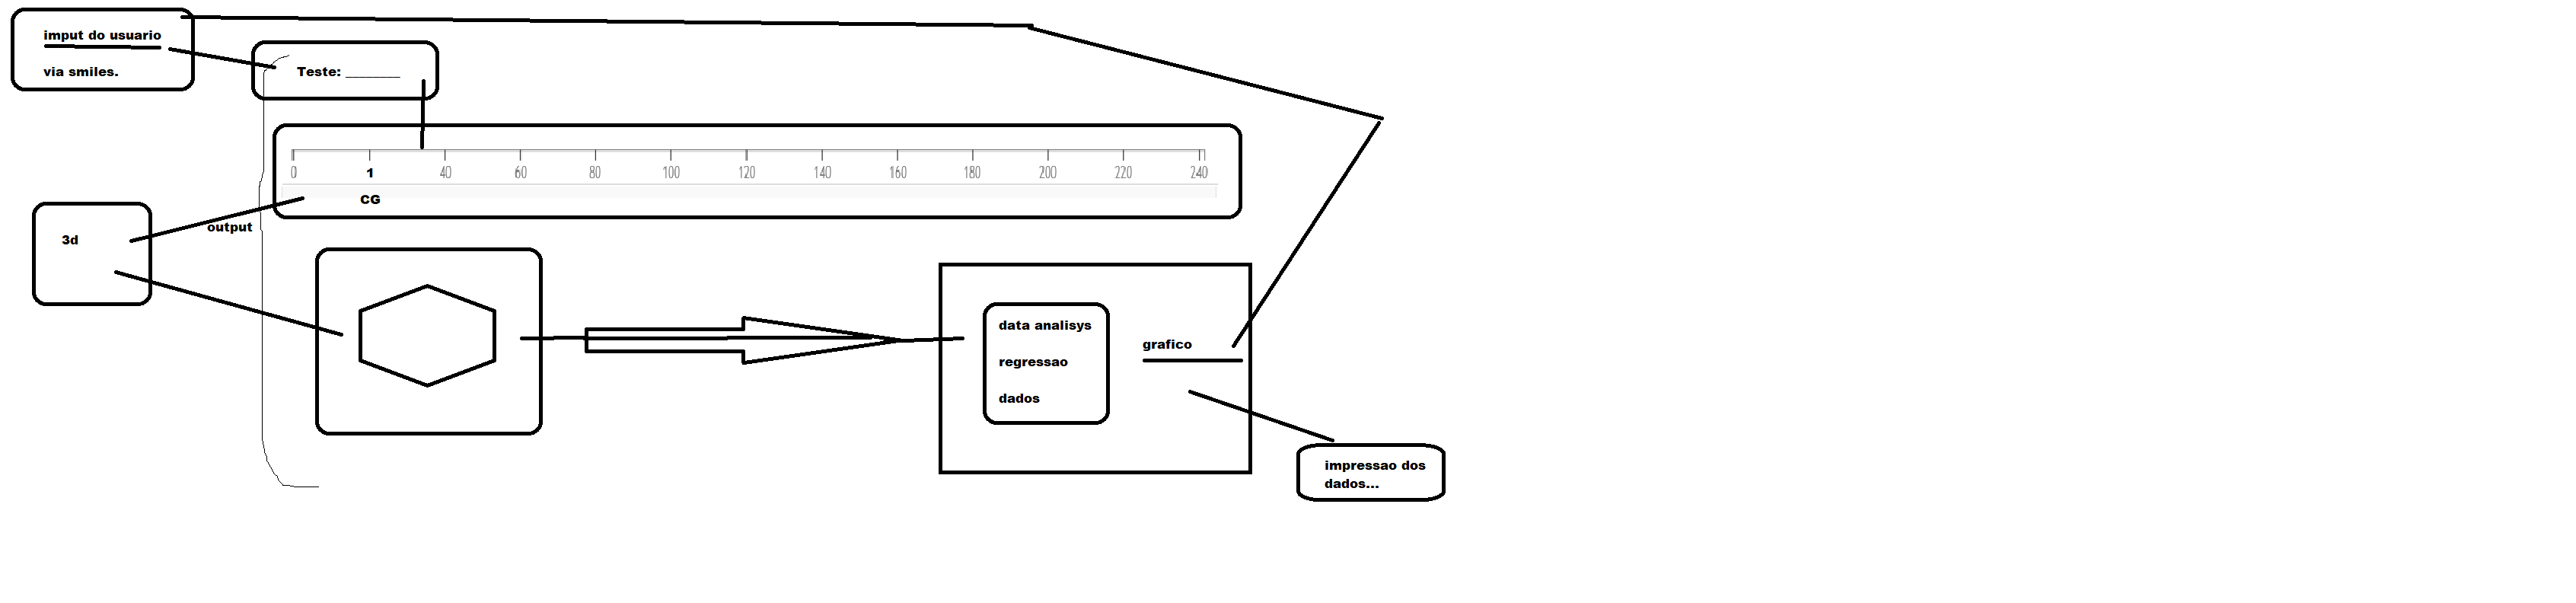 imput do usuario
via smiles.
Teste: _______
0 1 40 60 80 100 120 140 160 180 200 220 240
CG
output
3d
data analisys
regressao
dados
grafico
impressao dos
dados...